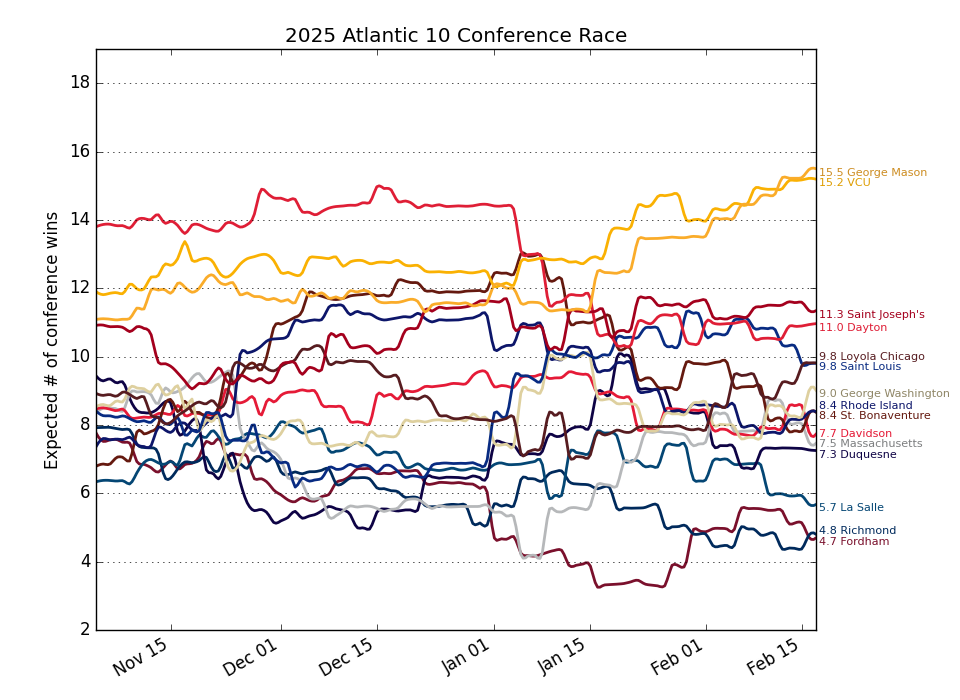 2025 Atlantic 10 Conference Race
Expected # of conference wins
18
16
14
12
10
8
6
4
2
Nov 15
Dec 01
Dec 15
Jan 01
Jan 15
Feb 01
Feb 15
15.5 George Mason
15.2 VCU
11.3 Saint Joseph's
11.0 Dayton
9.8 Loyola Chicago
9.8 Saint Louis
9.0 George Washington
8.4 Rhode Island
8.4 St. Bonaventure
7.7 Davidson
7.5 Massachusetts
7.3 Duquesne
5.7 La Salle
4.8 Richmond
4.7 Fordham